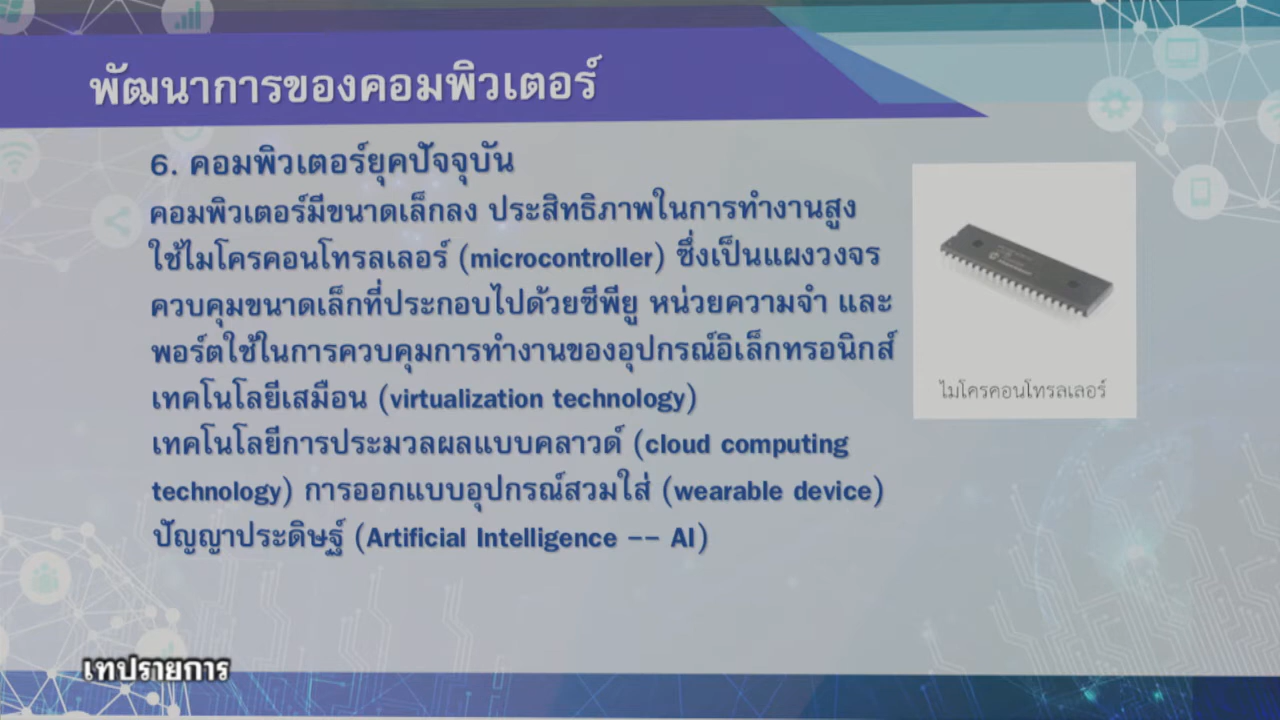 พัฒนาการของคอมพิวเตอร์
6. คอมพิวเตอร์ยุคปัจจุบัน
คอมพิวเตอร์มีขนาดเล็กลง ประสิทธิภาพในการทำงานสูง
ใช้ไมโครคอนโทรลเลอร์ (microcontroller) ซึ่งเป็นแผงวงจร
ควบคุมขนาดเล็กที่ประกอบไปด้วยซีพียู หน่วยความจำ และ
พอร์ตใช้ในการควบคุมการทำงานของอุปกรณ์อิเล็กทรอนิกส์
เทคโนโลยีเสมือน (virtualization technology)
เทคโนโลยีการประมวลผลแบบคลาวด์ (cloud computing
technology) การออกแบบอุปกรณ์สวมใส่ (wearable device)
ปัญญาประดิษฐ์ (Artificial Intelligence -- AI)
ไมโครคอนโทรลเลอร์
เทปรายการ